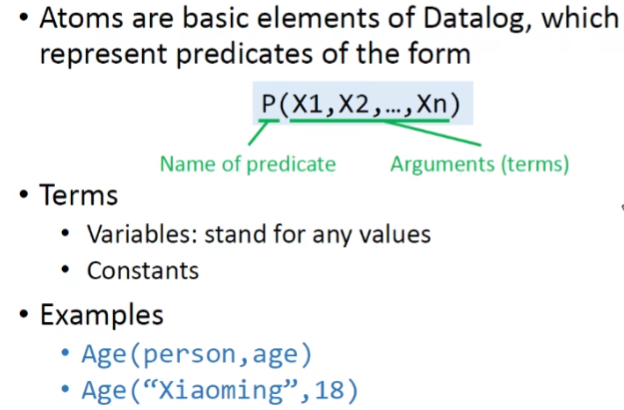 • Atoms are basic elements of Datalog, which
represent predicates of the form
P(X1,X2,…,Xn)
Name of predicate Arguments (terms)
• Terms
• Variables: stand for any values
• Constants
• Examples
• Age(person,age)
• Age(“Xiaoming”,18)